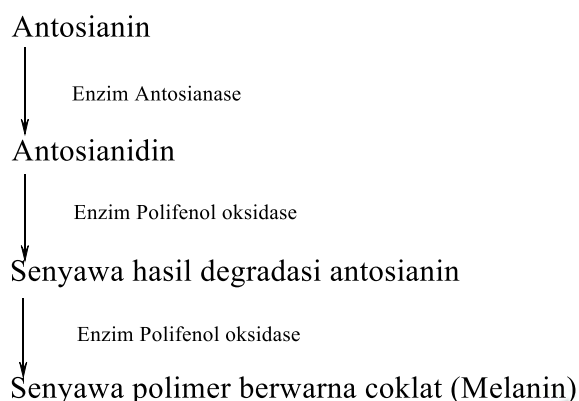 Antosianin
Enzim Antosianase
Antosianidin
Enzim Polifenol oksidase
Senyawa hasil degradasi antosianin
Enzim Polifenol oksidase
Senyawa polimer berwarna coklat (Melanin)